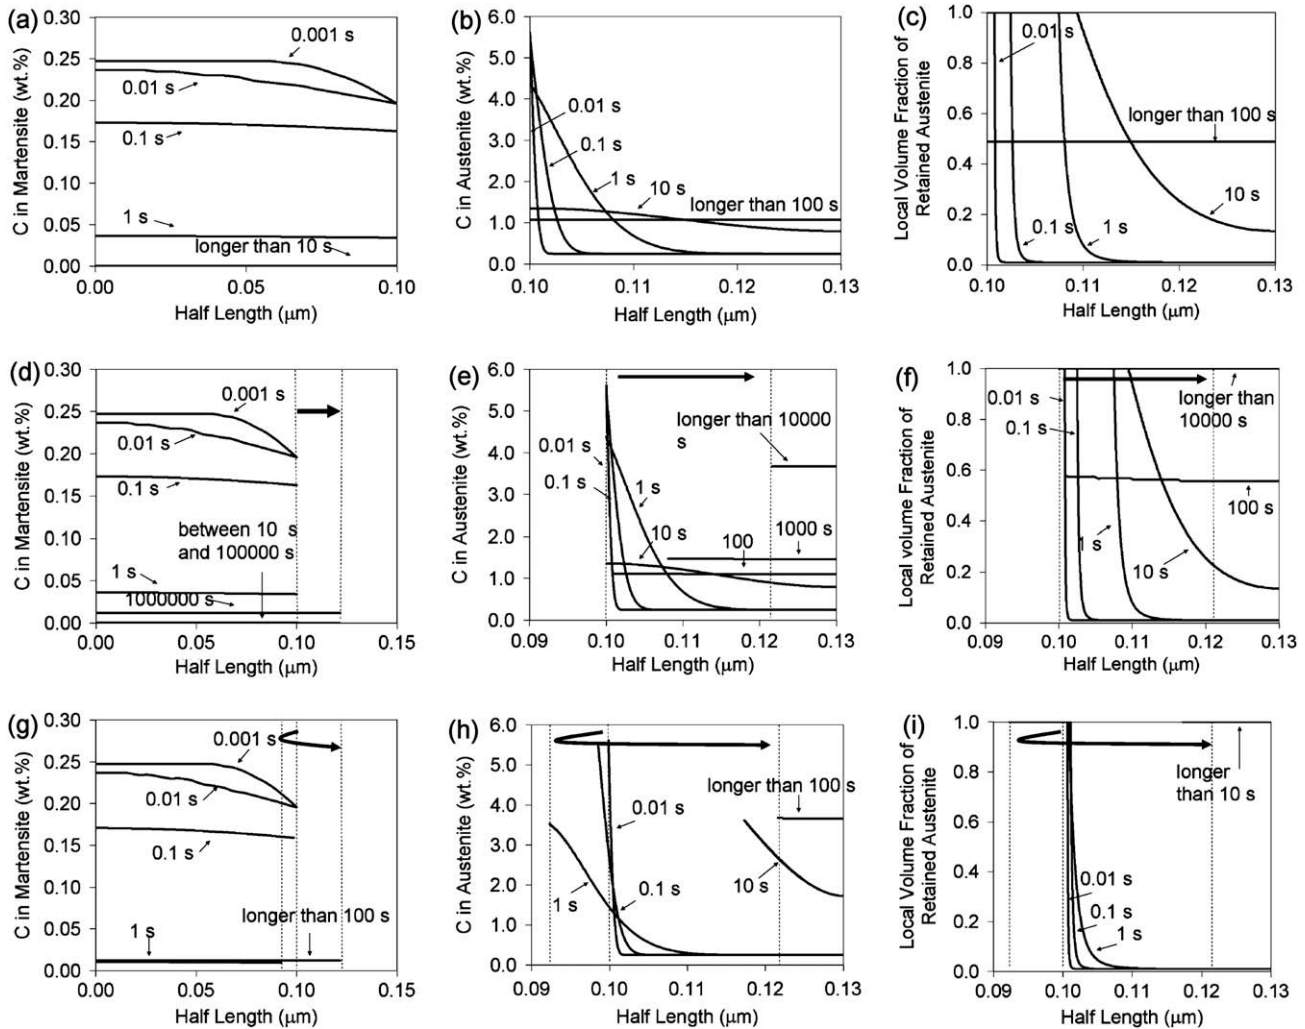 (a)
0.30
0.25
0.20
0.15
0.10
0.05
0.00
C in Martensite (wt.%)
0.001 s
0.01 s
0.1 s
1 s
longer than 10 s
0.00
0.05
0.10
Half Length (μm)
(b)
6.0
5.0
4.0
3.0
2.0
1.0
0.0
C in Austenite (wt.%)
0.01 s
0.1 s
1 s
10 s
longer than 100 s
0.10
0.11
0.12
0.13
Half Length (μm)
(c)
1.0
0.8
0.6
0.4
0.2
0.0
Local Volume Fraction of
Retained Austenite
0.01 s
longer than 100 s
0.1 s
1 s
10 s
0.10
0.11
0.12
0.13
Half Length (μm)
(d)
0.30
0.25
0.20
0.15
0.10
0.05
0.00
C in Martensite (wt.%)
0.001 s
0.01 s
0.1 s
between 10 s
and 100000 s
1 s
1000000 s
0.00
0.05
0.10
0.15
Half Length (μm)
(e)
6.0
5.0
4.0
3.0
2.0
1.0
0.0
C in Austenite (wt.%)
longer than 10000
s
0.01 s
0.1 s
1 s
10 s
100
1000 s
0.09
0.10
0.11
0.12
0.13
Half Length (μm)
(f)
1.0
0.8
0.6
0.4
0.2
0.0
Local volume Fraction of
Retained Austenite
0.01 s
0.1 s
longer than
10000 s
100 s
1 s
10 s
0.09
0.10
0.11
0.12
0.13
Half Length (μm)
(g)
0.30
0.25
0.20
0.15
0.10
0.05
0.00
C in Martensite (wt.%)
0.001 s
0.01 s
0.1 s
1 s
longer than 100 s
0.00
0.05
0.10
0.15
Half Length (μm)
(h)
6.0
5.0
4.0
3.0
2.0
1.0
0.0
C in Austenite (wt.%)
longer than 100 s
0.01 s
0.1 s
1 s
10 s
0.09
0.10
0.11
0.12
0.13
Half Length (μm)
(i)
1.0
0.8
0.6
0.4
0.2
0.0
Local Volume Fraction of
Retained Austenite
longer
than 10 s
0.01 s
0.1 s
1 s
0.09
0.10
0.11
0.12
0.13
Half Length (μm)